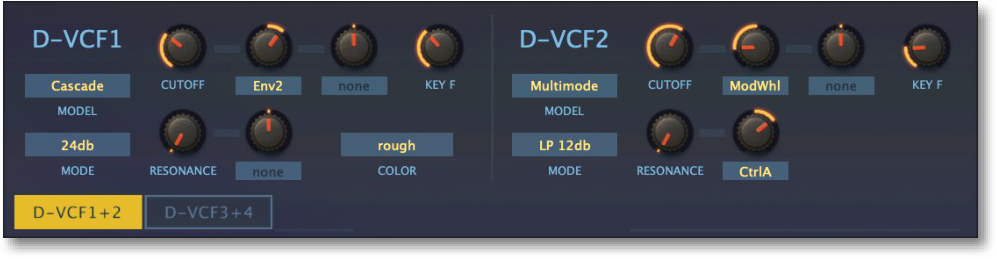 D-VCF1
Cascade
MODEL
24db
MODE
CUTOFF
Env2
none
KEY F
RESONANCE
none
rough
COLOR
D-VCF2
Multimode
MODEL
LP 12db
MODE
CUTOFF
ModWhl
none
KEY F
RESONANCE
CtrlA
D-VCF1+2
D-VCF3+4